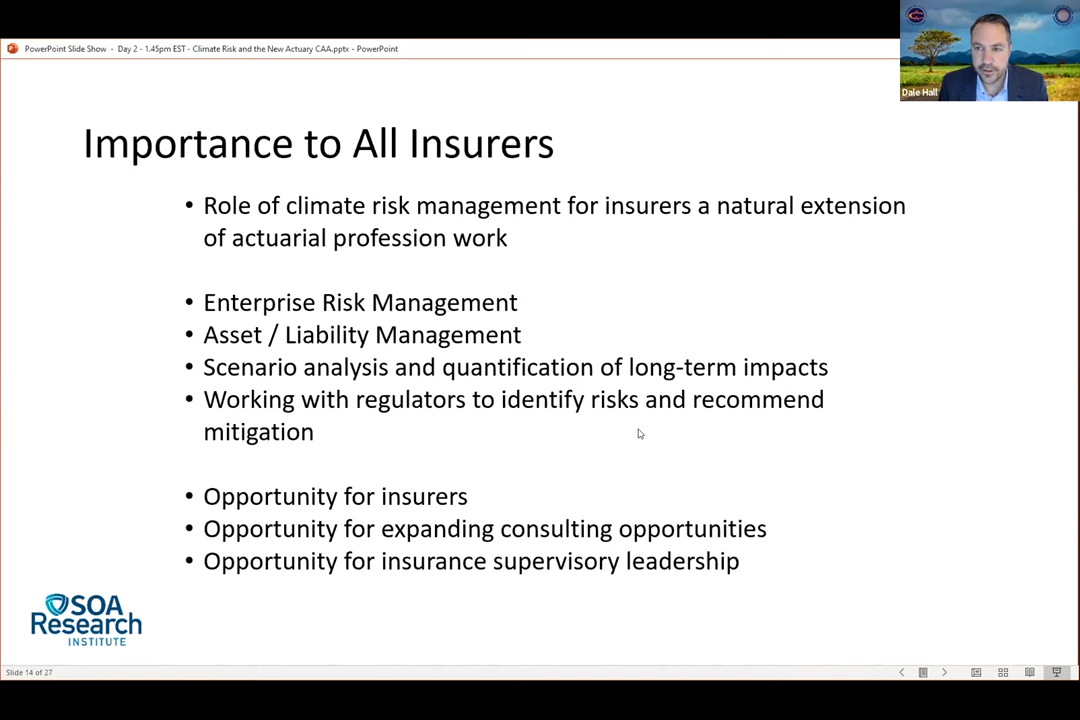 PowerPoint Slide Show - Day 2 - 1.45pm EST - Climate Risk and the New Actuary CAA.pptx - PowerPoint
Dale Hall
Importance to All Insurers
• Role of climate risk management for insurers a natural extension
of actuarial profession work
• Enterprise Risk Management
• Asset / Liability Management
• Scenario analysis and quantification of long-term impacts
• Working with regulators to identify risks and recommend
mitigation
• Opportunity for insurers
• Opportunity for expanding consulting opportunities
• Opportunity for insurance supervisory leadership
SOA
Research
INSTITUTE
Slide 14 of 27